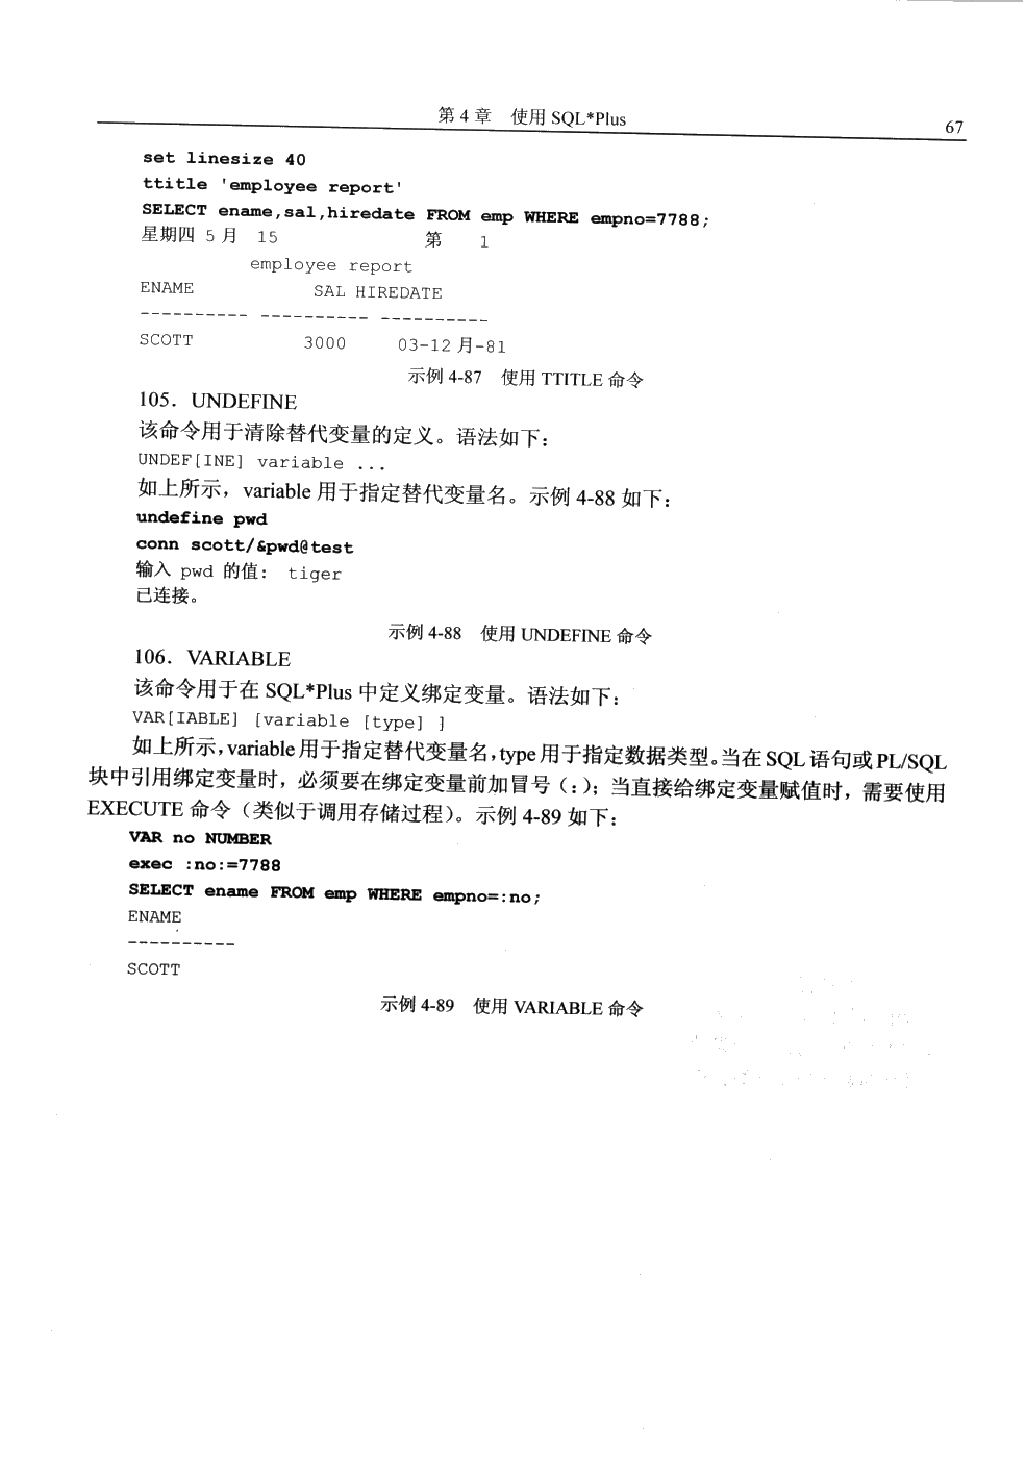 第 4 章 使用 SQL*Plus
67
set linesize 40
ttitle 'employee report'
SELECT ename,sal,hiredate FROM emp WHERE empno=7788;
星期四 5 月 15 第 1
employee report
ENAME SAL HIREDATE
---------- ---------- ----------
SCOTT 3000 03-12 月-81
示例 4-87 使用 TTITLE 命令
105．UNDEFINE
该命令用于清除替代变量的定义。语法如下：
UNDEF[INE] variable ...
如上所示，variable 用于指定替代变量名。示例 4-88 如下：
undefine pwd
conn scott/&pwd@test
输入 pwd 的值： tiger
已连接。
示例 4-88 使用 UNDEFINE 命令
106．VARIABLE
该命令用于在 SQL*Plus 中定义绑定变量。语法如下：
VAR[IABLE] [variable [type] ]
如上所示，variable 用于指定替代变量名，type 用于指定数据类型。当在 SQL 语句或 PL/SQL
块中引用绑定变量时，必须要在绑定变量前加冒号（:）；当直接给绑定变量赋值时，需要使用
EXECUTE 命令（类似于调用存储过程）。示例 4-89 如下：
VAR no NUMBER
exec :no:=7788
SELECT ename FROM emp WHERE empno=:no;
ENAME
----------
SCOTT
示例 4-89 使用 VARIABLE 命令